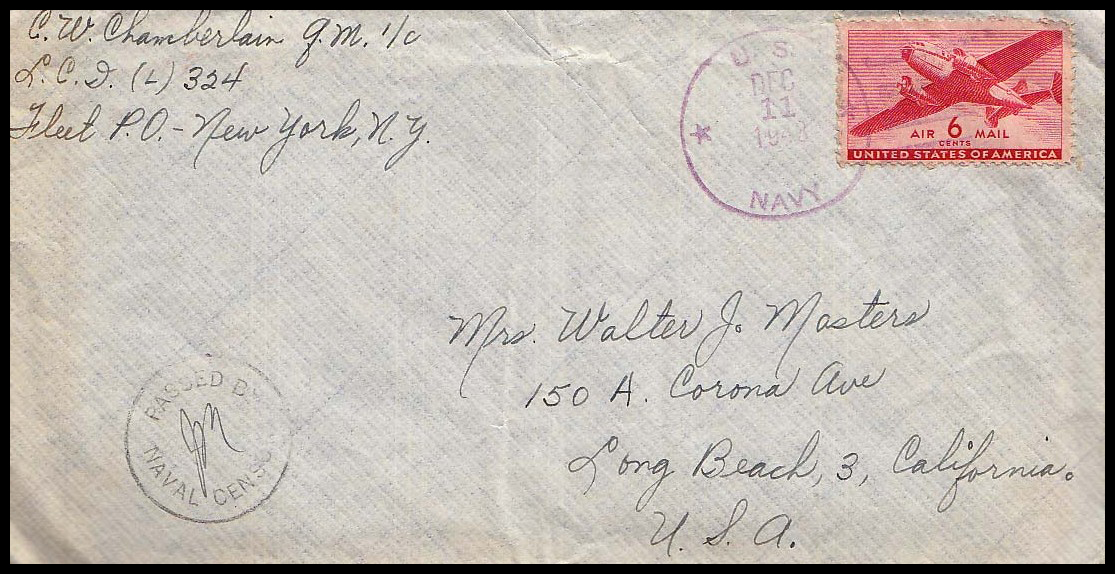 C. W. Chamberlain G.M. 1/c
L. C. I. (L) 324
Fleet P.O. - New York, N.Y.
U. S.
DEC
11
NAVY
AIR 6 MAIL
CENTS
UNITED STATES OF AMERICA
Mrs. Walter J. Masters
150 A. Corona Ave
Long Beach, 3, California.
U. S. A.
PASSED BY
NAVAL CENSOR